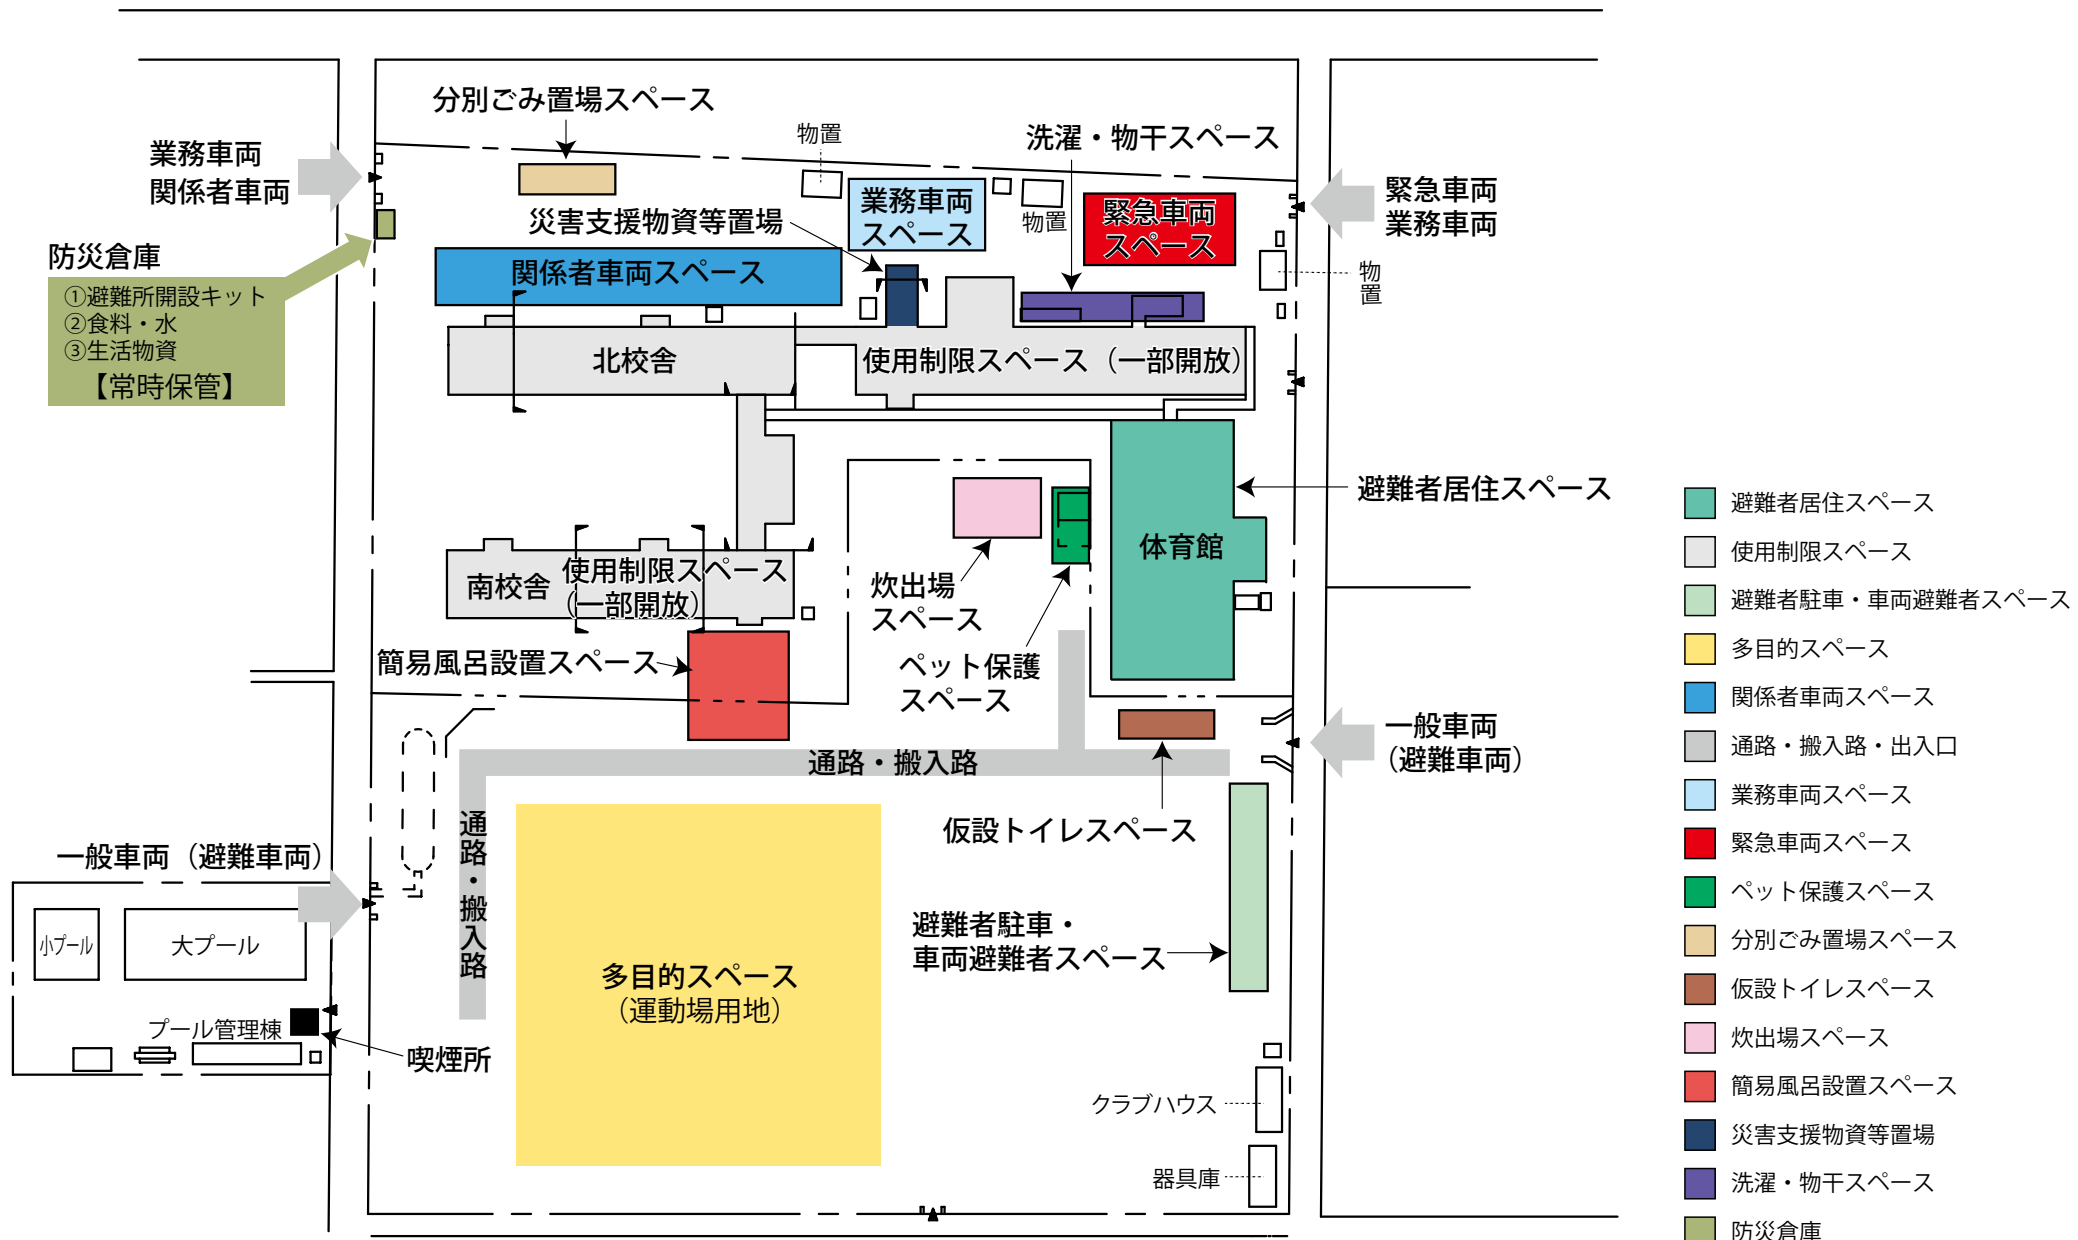 分別ごみ置場スペース
物置
洗濯・物干スペース
業務車両
関係者車両
緊急車両
業務車両
業務車両
スペース
緊急車両
スペース
物置
災害支援物資等置場
防災倉庫
①避難所開設キット
②食料・水
③生活物資
【常時保管】
関係者車両スペース
物
置
北校舎
使用制限スペース（一部開放）
避難者居住スペース
体育館
南校舎
使用制限スペース
（一部開放）
炊出場
スペース
簡易風呂設置スペース
ペット保護
スペース
一般車両
（避難車両）
通路・搬入路
通路・搬入路
仮設トイレスペース
一般車両（避難車両）
小プール
大プール
避難者駐車・
車両避難者スペース
多目的スペース
（運動場用地）
プール管理棟
喫煙所
クラブハウス
器具庫
避難者居住スペース
使用制限スペース
避難者駐車・車両避難者スペース
多目的スペース
関係者車両スペース
通路・搬入路・出入口
業務車両スペース
緊急車両スペース
ペット保護スペース
分別ごみ置場スペース
仮設トイレスペース
炊出場スペース
簡易風呂設置スペース
災害支援物資等置場
洗濯・物干スペース
防災倉庫